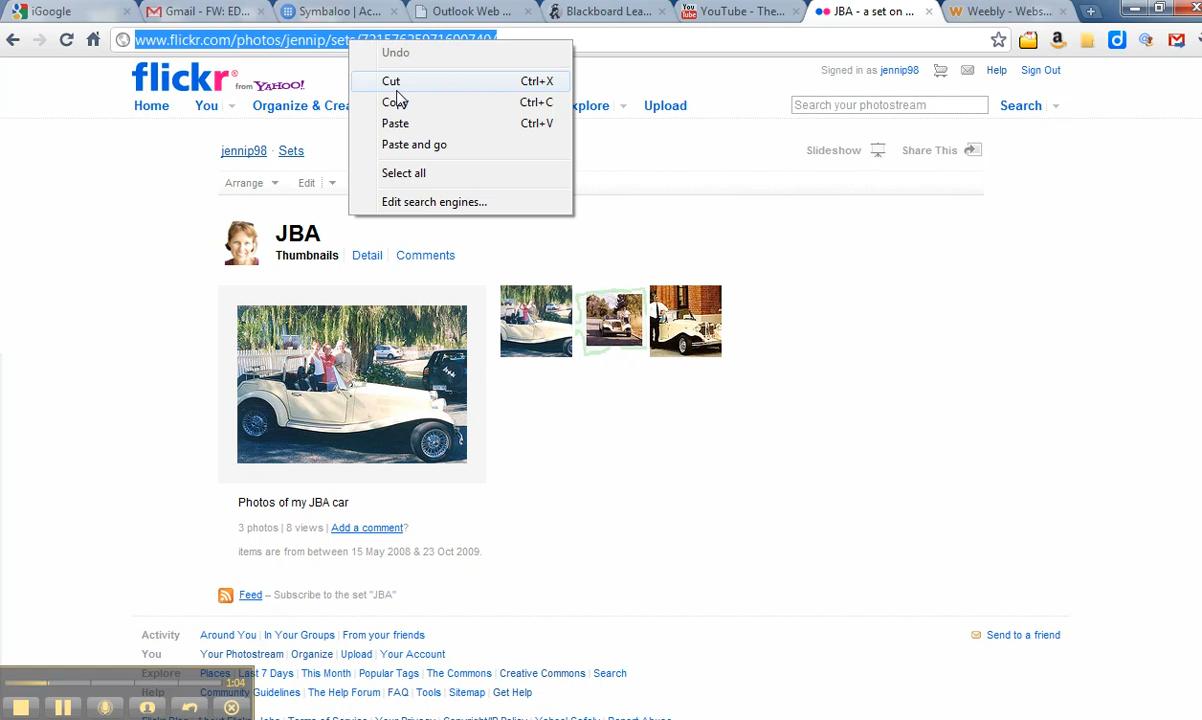 iGoogle
Gmail - FW: ED...
Symbaloo | Ac...
Outlook Web ...
Blackboard Lea...
YouTube - The...
JBA - a set on ...
Weebly - Webs...
www.flickr.com/photos/jennip/sets
Undo
Cut Ctrl+X
Copy Ctrl+C
Paste Ctrl+V
Paste and go
Select all
Edit search engines...
flickr from YAHOO!
Signed in as jennip98 Help Sign Out
Home You Organize & Crea xplore Upload
Search your photostream Search
jennip98 · Sets
Slideshow Share This
Arrange Edit
JBA
Thumbnails Detail Comments
Photos of my JBA car
3 photos | 8 views | Add a comment?
items are from between 15 May 2008 & 23 Oct 2009.
Feed – Subscribe to the set "JBA"
Activity Around You | In Your Groups | From your friends
Send to a friend
You Your Photostream | Organize | Upload | Your Account
Explore Places | Last 7 Days | This Month | Popular Tags | The Commons | Creative Commons | Search
Help Community Guidelines | The Help Forum | FAQ | Tools | Sitemap | Get Help
1:04